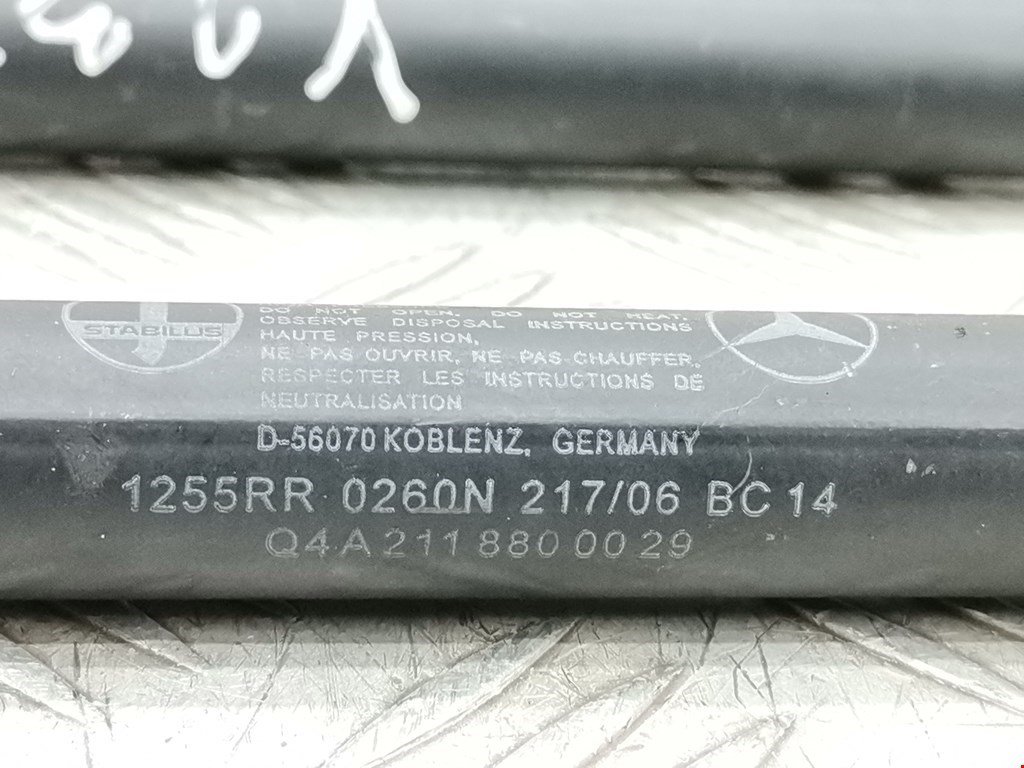 STABILUS
DO NOT OPEN. DO NOT HEAT.
OBSERVE DISPOSAL INSTRUCTIONS
HAUTE PRESSION,
NE PAS OUVRIR, NE PAS CHAUFFER,
RESPECTER LES INSTRUCTIONS DE
NEUTRALISATION
D-56070 KOBLENZ, GERMANY
1255RR 0260N 217/06 BC 14
Q4 A 211 880 00 29